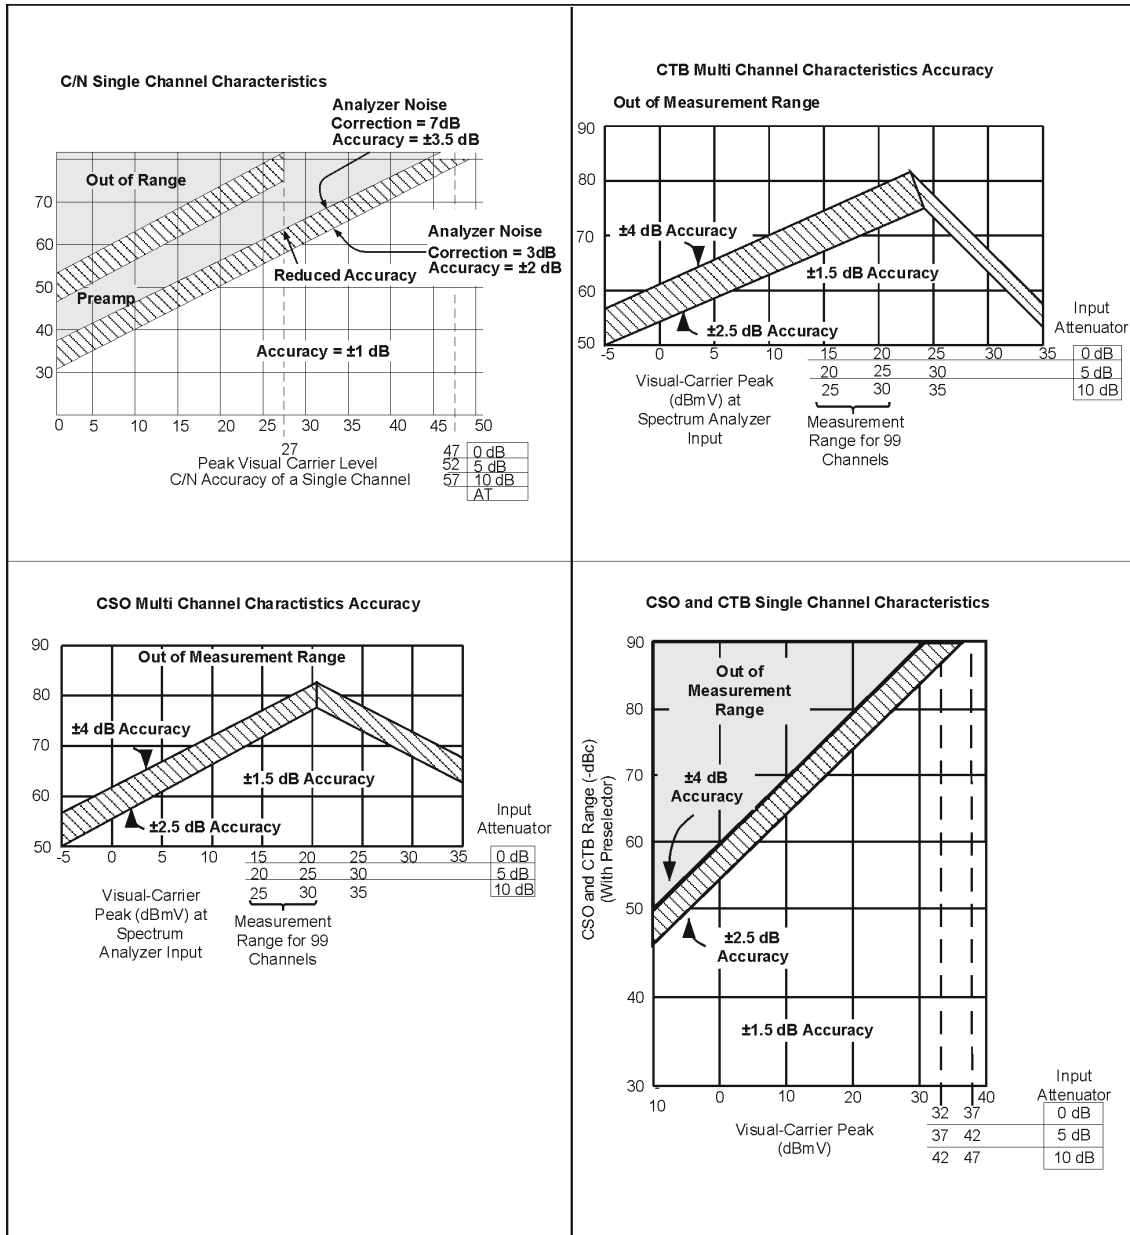 C/N Single Channel Characteristics
Analyzer Noise
Correction = 7dB
Accuracy = ±3.5 dB
Out of Range
70
60
50
40
30
Analyzer Noise
Correction = 3dB
Accuracy = ±2 dB
Reduced Accuracy
Preamp
Accuracy = ±1 dB
0 5 10 15 20 25 30 35 40 45 50
27
Peak Visual Carrier Level
C/N Accuracy of a Single Channel
47 0 dB
52 5 dB
57 10 dB
AT
CTB Multi Channel Characteristics Accuracy
Out of Measurement Range
90
80
70
60
50
±4 dB Accuracy
±1.5 dB Accuracy
±2.5 dB Accuracy
Input
Attenuator
-5 0 5 10 15 20 25 30 35 0 dB
20 25 30 5 dB
25 30 35 10 dB
Visual-Carrier Peak
(dBmV) at
Spectrum Analyzer
Input
Measurement
Range for 99
Channels
CSO Multi Channel Charactistics Accuracy
90
80
70
60
50
Out of Measurement Range
±4 dB Accuracy
±1.5 dB Accuracy
±2.5 dB Accuracy
Input
Attenuator
-5 0 5 10 15 20 25 30 35 0 dB
20 25 30 5 dB
25 30 35 10 dB
Visual-Carrier
Peak (dBmV) at
Spectrum
Analyzer Input
Measurement
Range for 99
Channels
CSO and CTB Single Channel Characteristics
CSO and CTB Range (-dBc)
(With Preselector)
90
80
70
60
50
40
30
Out of
Measurement
Range
±4 dB
Accuracy
±2.5 dB
Accuracy
±1.5 dB Accuracy
10 0 10 20 30 40
Visual-Carrier Peak
(dBmV)
Input
Attenuator
32 37 0 dB
37 42 5 dB
42 47 10 dB